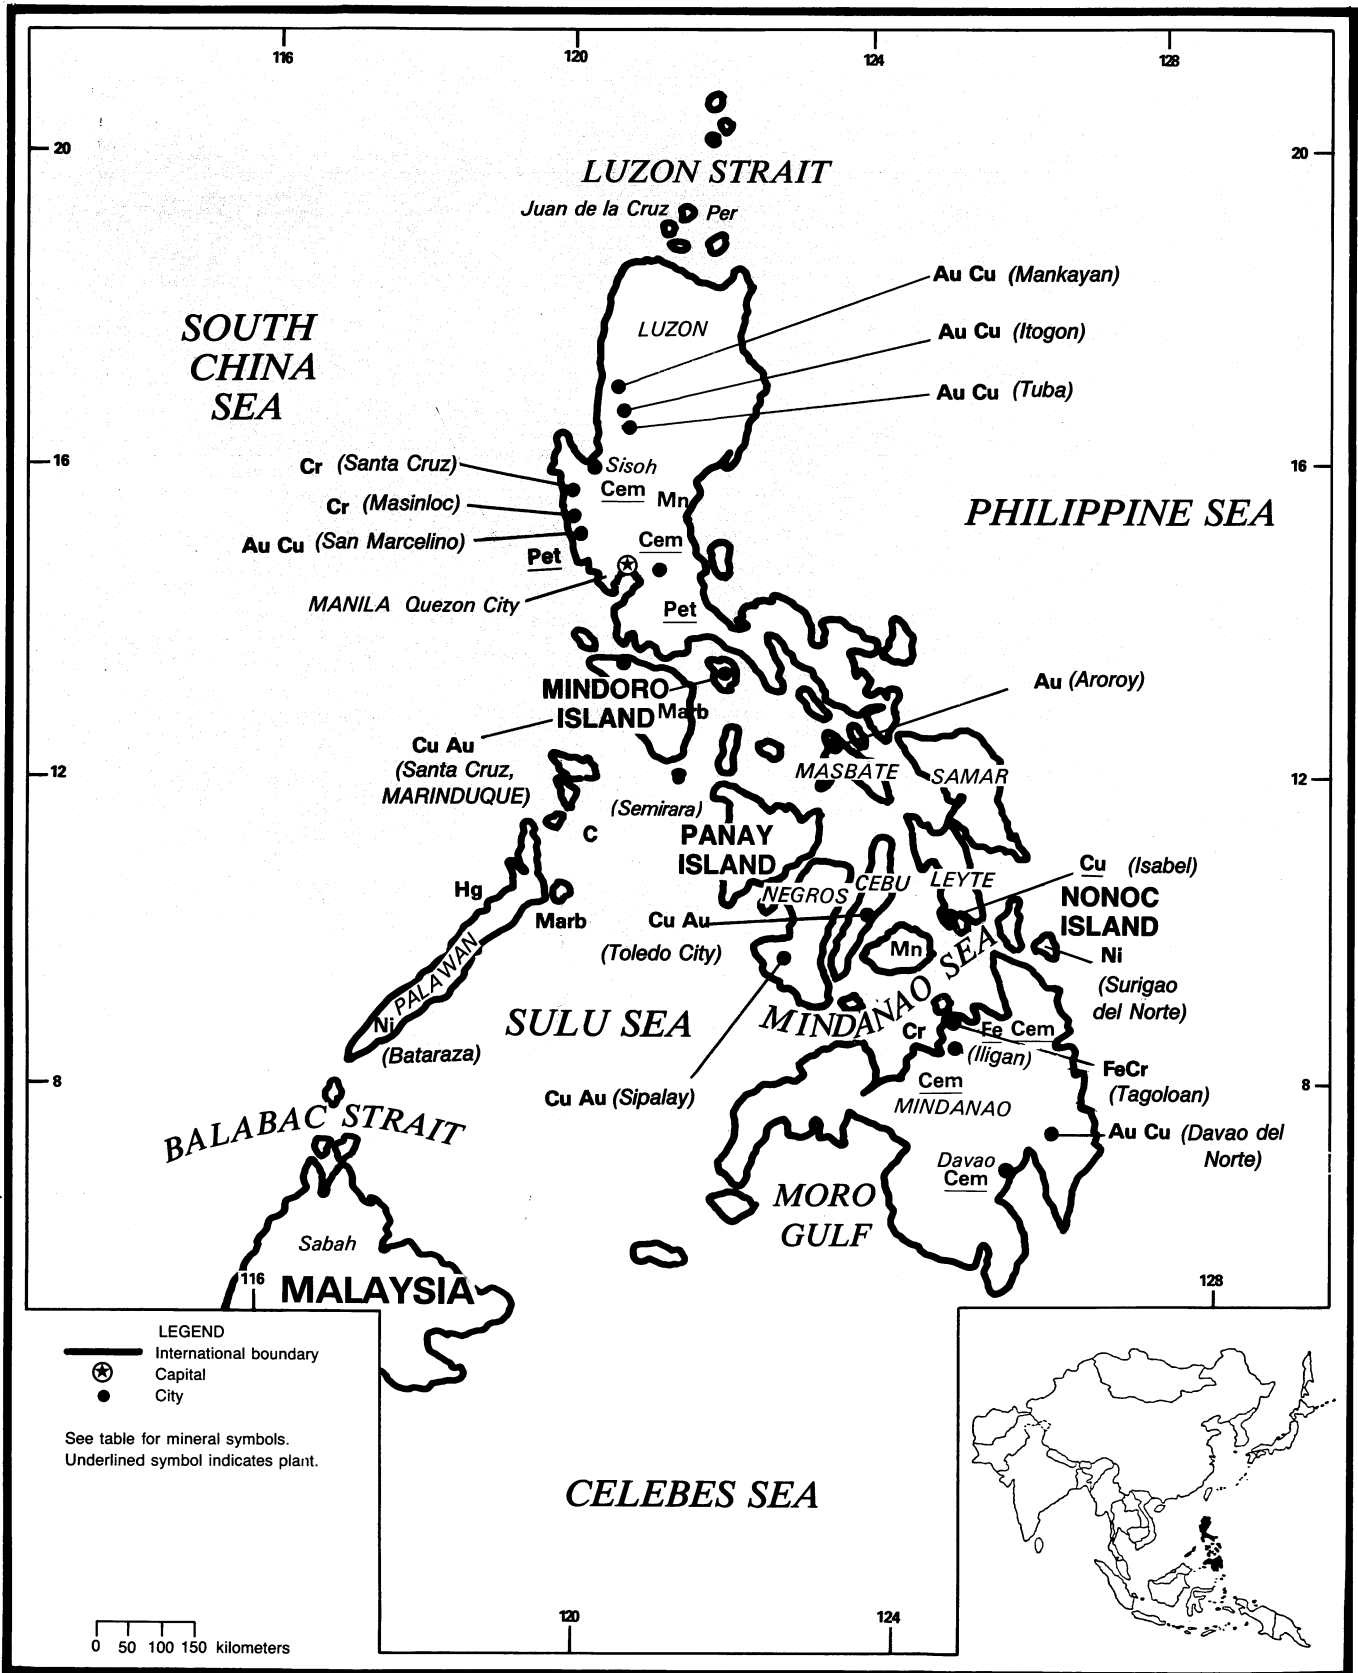 116
120
124
128
20
20
LUZON STRAIT
Juan de la Cruz
Per
Au Cu (Mankayan)
SOUTH
CHINA
SEA
LUZON
Au Cu (Itogon)
Au Cu (Tuba)
16
16
Cr (Santa Cruz)
Sisoh
Cem
Mn
Cr (Masinloc)
PHILIPPINE SEA
Au Cu (San Marcelino)
Cem
Pet
MANILA Quezon City
Pet
Au (Aroroy)
MINDORO
ISLAND
Marb
Cu Au
(Santa Cruz,
MARINDUQUE)
12
12
MASBATE
SAMAR
(Semirara)
C
PANAY
ISLAND
Cu (Isabel)
Hg
Marb
NEGROS
CEBU
LEYTE
NONOC
ISLAND
Cu Au
(Toledo City)
Mn
Ni
(Surigao
del Norte)
PALAWAN
Ni
(Bataraza)
SULU SEA
MINDANAO SEA
Cr
Fe Cem
(Iligan)
FeCr
(Tagoloan)
8
8
Cem
MINDANAO
Cu Au (Sipalay)
BALABAC STRAIT
Au Cu (Davao del
Norte)
Davao
Cem
MORO
GULF
Sabah
116
MALAYSIA
128
LEGEND
International boundary
Capital
City
See table for mineral symbols.
Underlined symbol indicates plant.
CELEBES SEA
120
124
0 50 100 150 kilometers